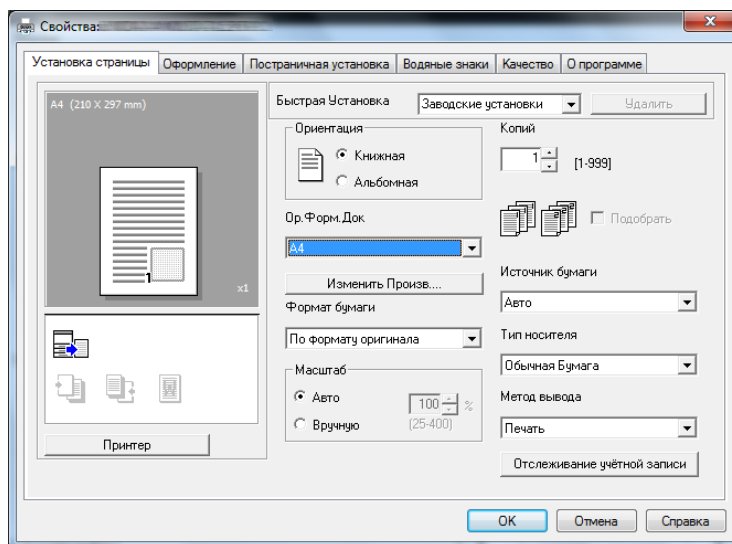 Свойства:
Установка страницы Оформление Постраничная установка Водяные знаки Качество О программе
A4 (210 X 297 mm)
1
x1
Принтер
Быстрая Установка Заводские установки Удалить
Ориентация
Книжная
Альбомная
Ор.Форм.Док
A4
Изменить Произв....
Формат бумаги
По формату оригинала
Масштаб
Авто
100 %
Вручную (25-400)
Копий
1 [1-999]
Подобрать
Источник бумаги
Авто
Тип носителя
Обычная Бумага
Метод вывода
Печать
Отслеживание учётной записи
OK Отмена Справка